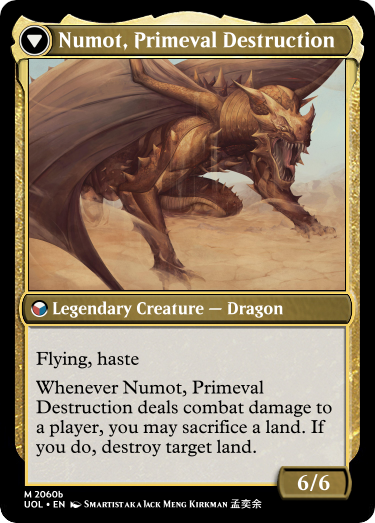 Numot, Primeval Destruction
Legendary Creature — Dragon
Flying, haste
Whenever Numot, Primeval
Destruction deals combat damage to
a player, you may sacrifice a land. If
you do, destroy target land.
6/6
M 2060b
UOL • EN SMARTIST AKA JACK MENG KIRKMAN 孟奕余